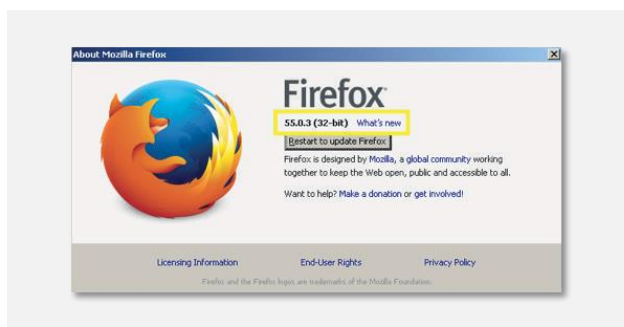 About Mozilla Firefox
Firefox
55.0.3 (32-bit) What's new
Restart to update Firefox
Firefox is designed by Mozilla, a global community working
together to keep the Web open, public and accessible to all.
Want to help? Make a donation or get involved!
Licensing Information End-User Rights Privacy Policy
Firefox and the Firefox logos are trademarks of the Mozilla Foundation.